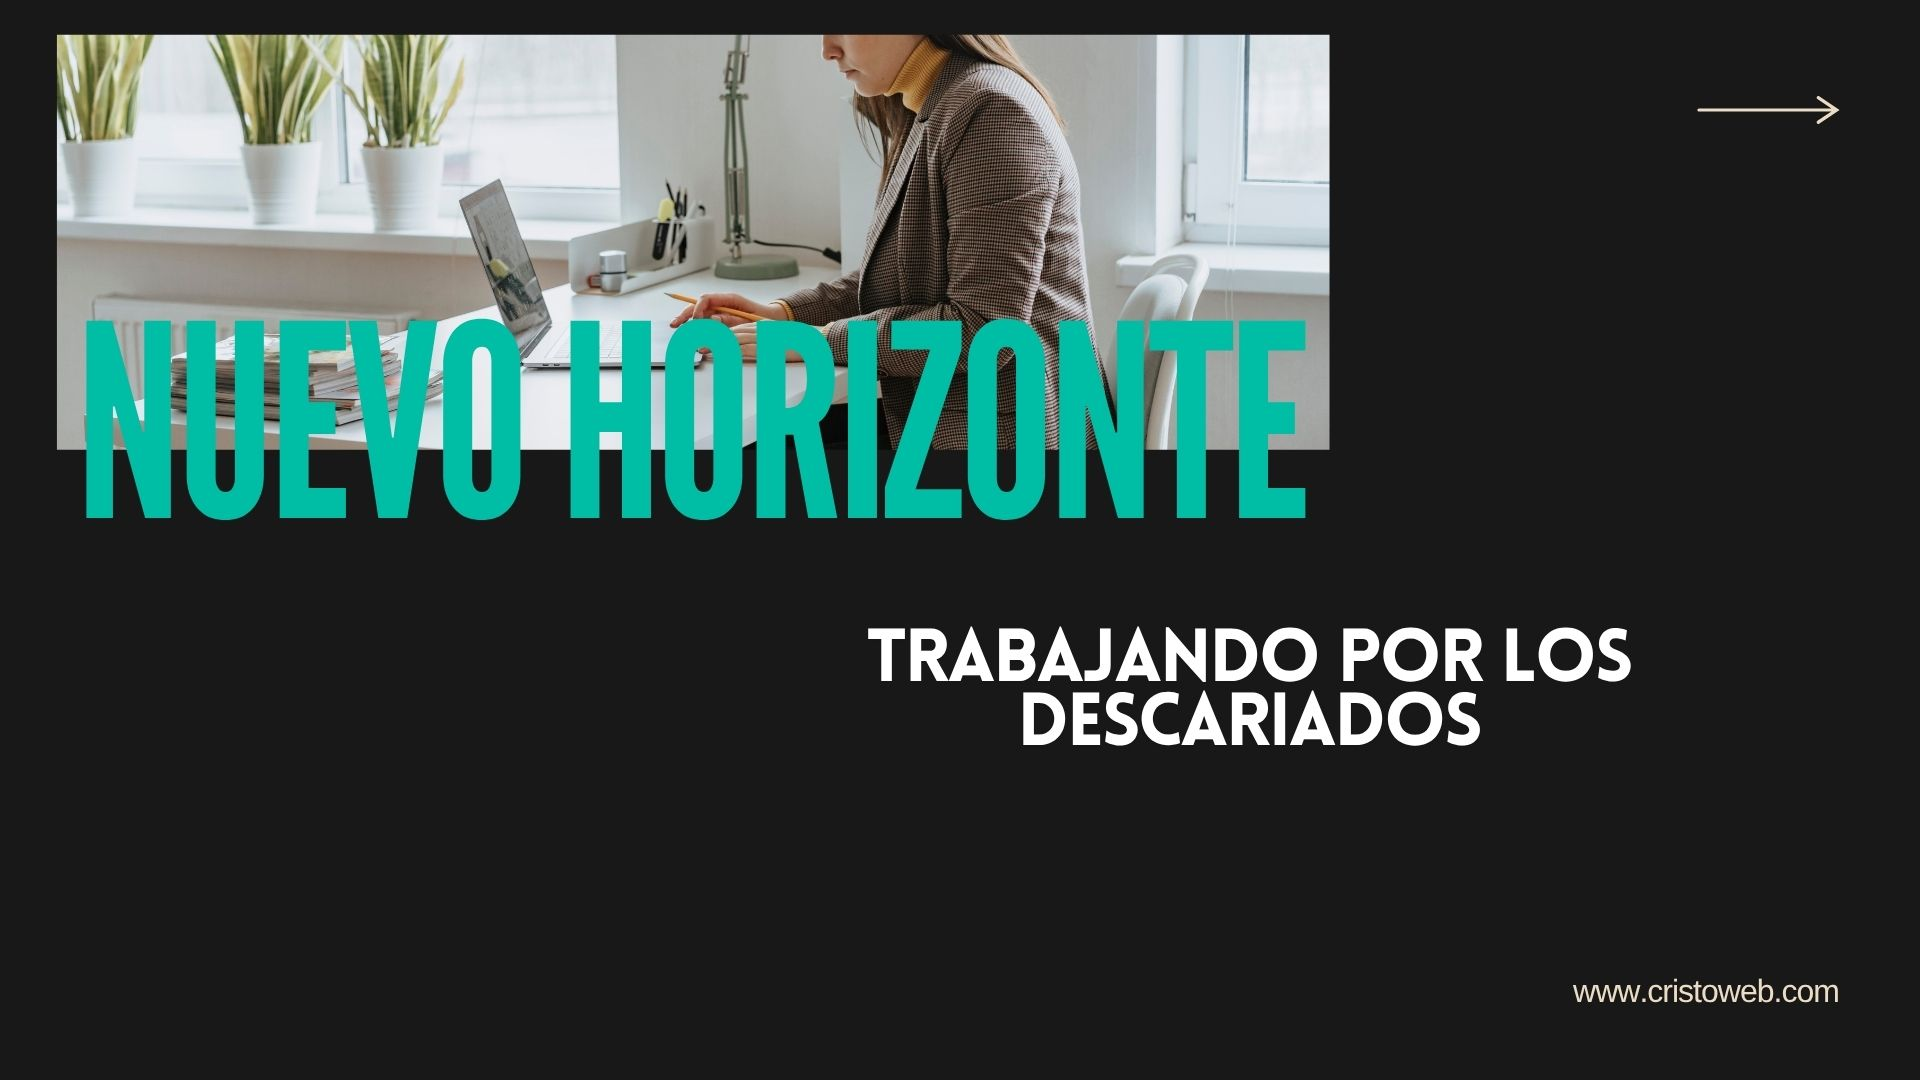 NUEVO HORIZONTE
TRABAJANDO POR LOS
DESCARIADOS
www.cristoweb.com